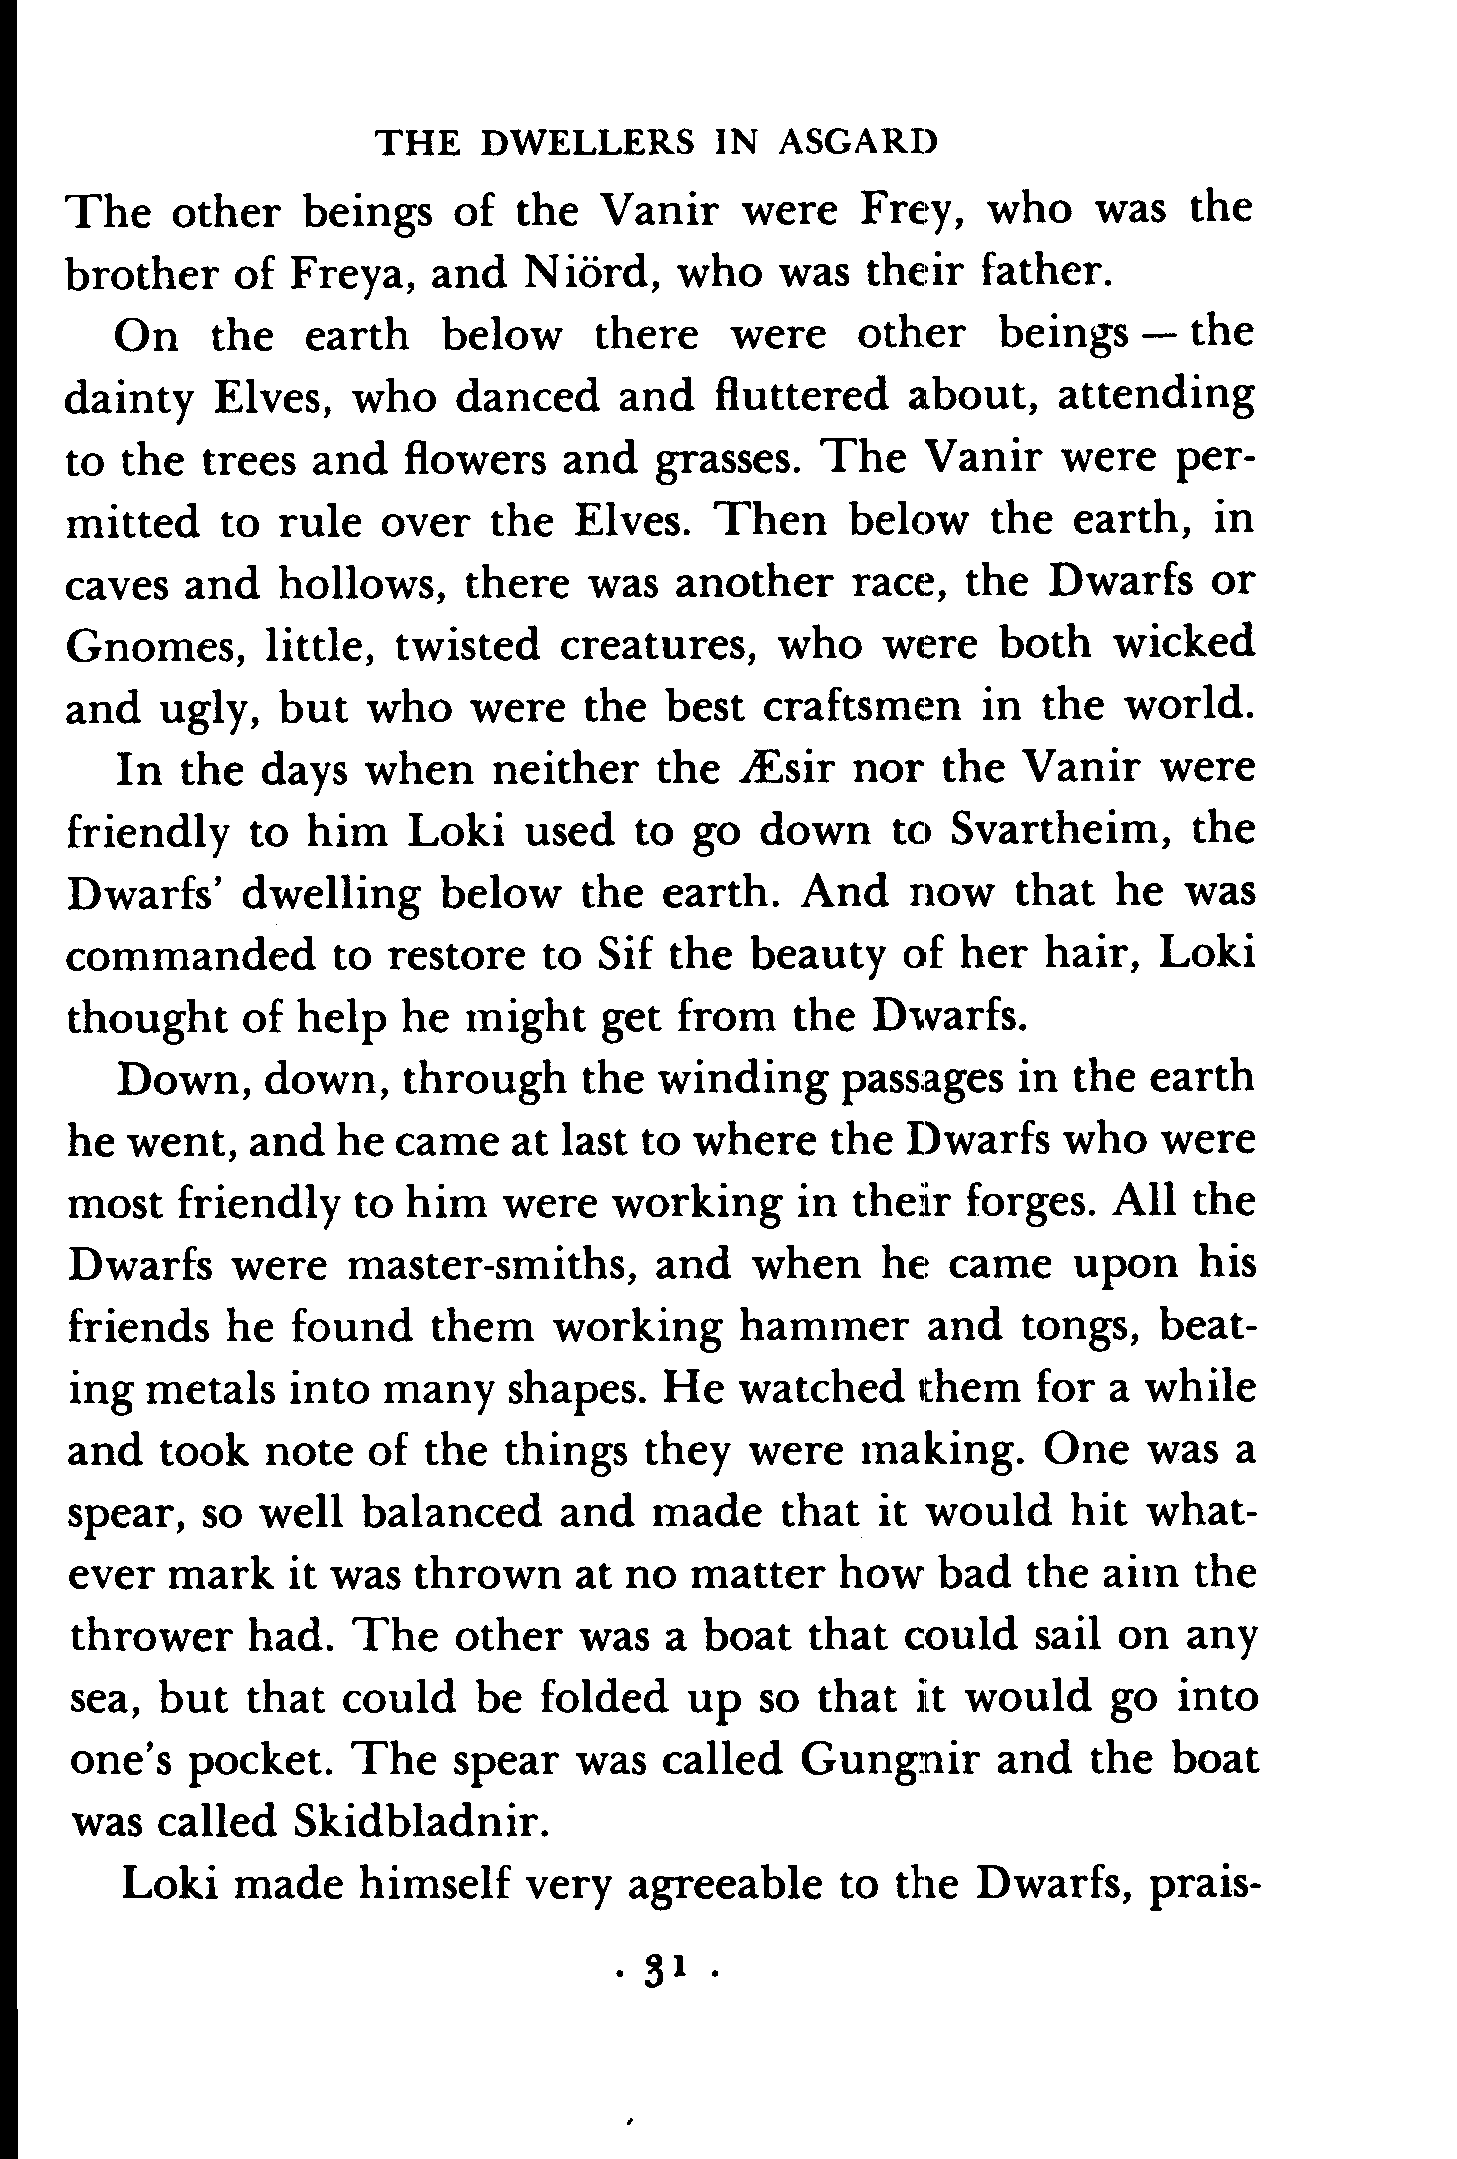 THE DWELLERS IN ASGARD
The other beings of the Vanir were Frey, who was the
brother of Freya, and Niörd, who was their father.
On the earth below there were other beings — the
dainty Elves, who danced and fluttered about, attending
to the trees and flowers and grasses. The Vanir were per-
mitted to rule over the Elves. Then below the earth, in
caves and hollows, there was another race, the Dwarfs or
Gnomes, little, twisted creatures, who were both wicked
and ugly, but who were the best craftsmen in the world.
In the days when neither the Æsir nor the Vanir were
friendly to him Loki used to go down to Svartheim, the
Dwarfs' dwelling below the earth. And now that he was
commanded to restore to Sif the beauty of her hair, Loki
thought of help he might get from the Dwarfs.
Down, down, through the winding passages in the earth
he went, and he came at last to where the Dwarfs who were
most friendly to him were working in their forges. All the
Dwarfs were master-smiths, and when he came upon his
friends he found them working hammer and tongs, beat-
ing metals into many shapes. He watched them for a while
and took note of the things they were making. One was a
spear, so well balanced and made that it would hit what-
ever mark it was thrown at no matter how bad the aim the
thrower had. The other was a boat that could sail on any
sea, but that could be folded up so that it would go into
one's pocket. The spear was called Gungnir and the boat
was called Skidbladnir.
Loki made himself very agreeable to the Dwarfs, prais-
· 31 ·